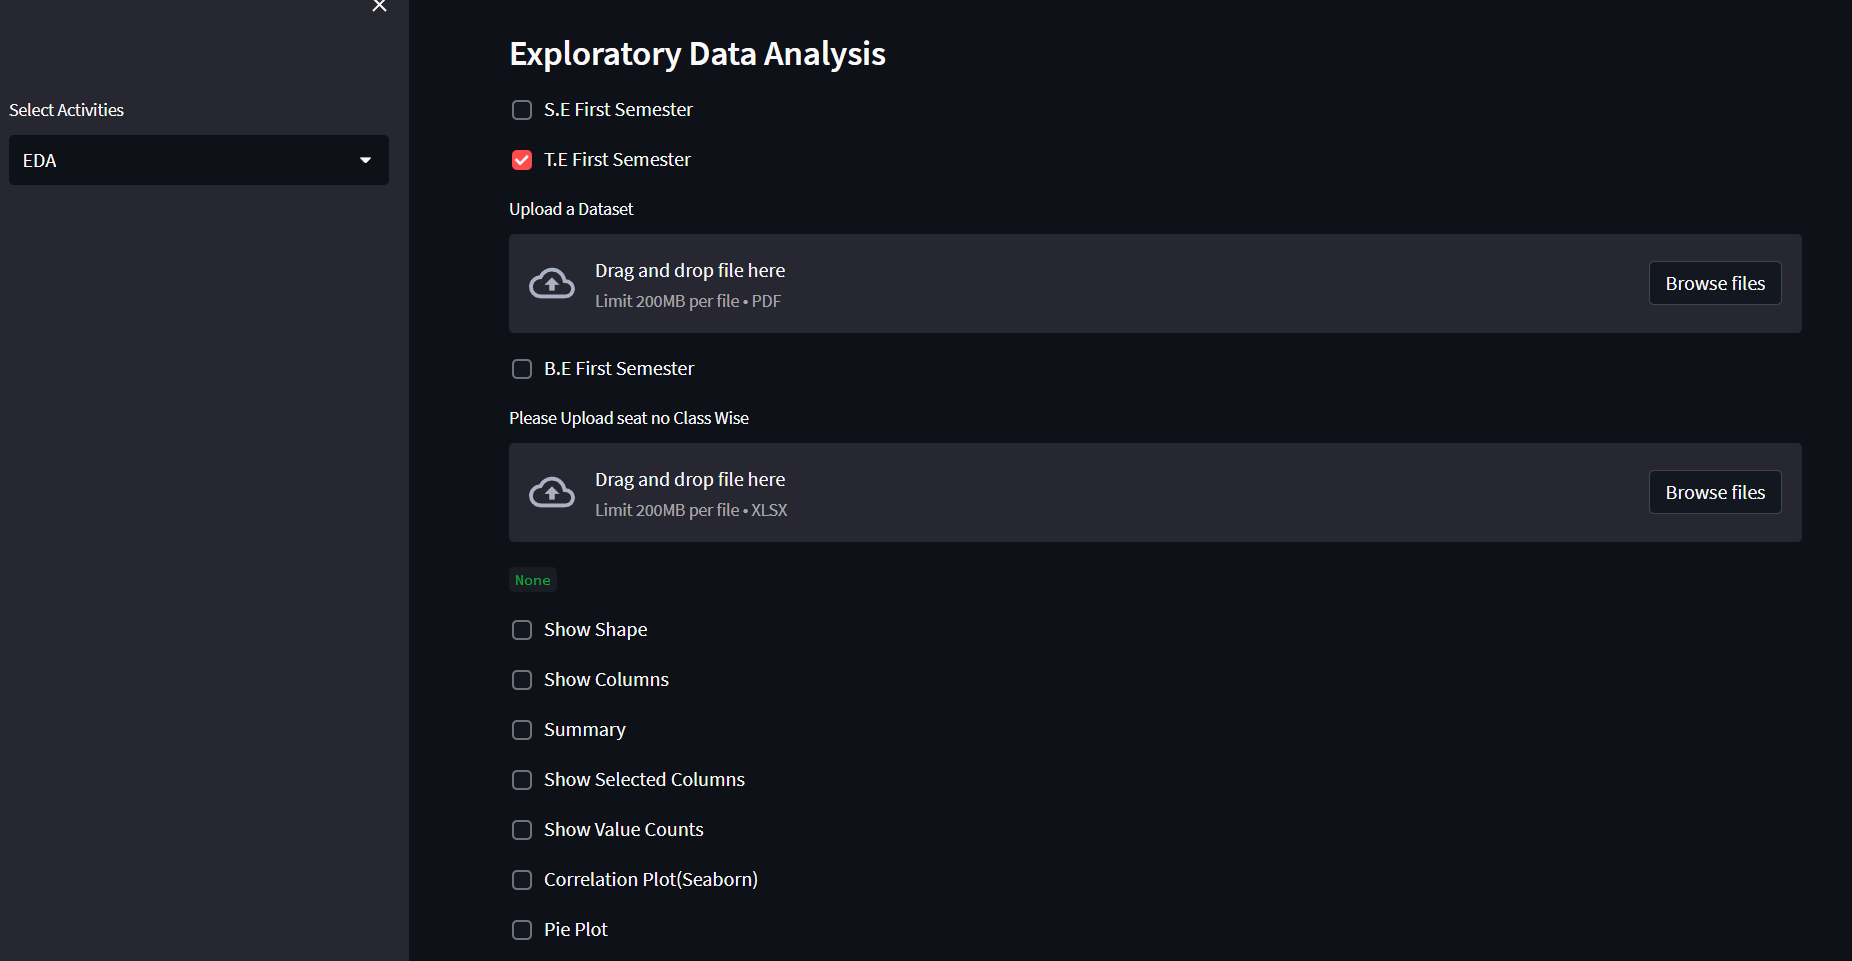 Select Activities
EDA
Exploratory Data Analysis
S.E First Semester
T.E First Semester
Upload a Dataset
Drag and drop file here
Limit 200MB per file • PDF
Browse files
B.E First Semester
Please Upload seat no Class Wise
Drag and drop file here
Limit 200MB per file • XLSX
Browse files
None
Show Shape
Show Columns
Summary
Show Selected Columns
Show Value Counts
Correlation Plot(Seaborn)
Pie Plot